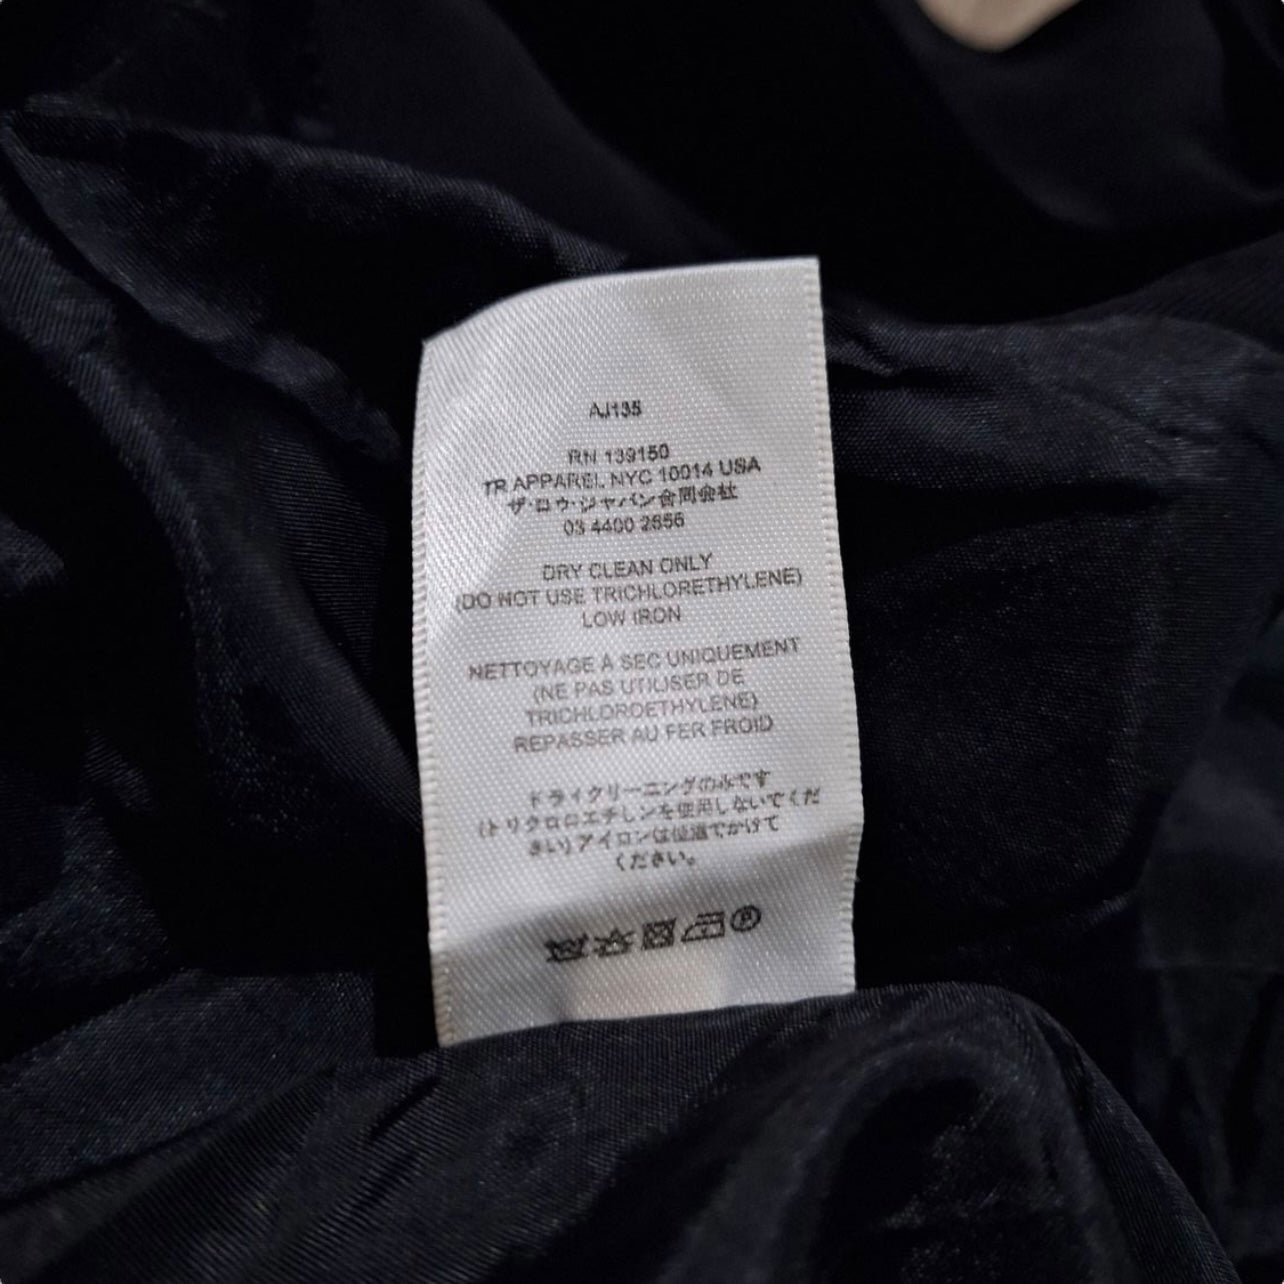 AJ135
RN 139150
TR APPAREL NYC 10014 USA
ザ・ロウ・ジャパン合同会社
03 4400 2656
DRY CLEAN ONLY
(DO NOT USE TRICHLORETHYLENE)
LOW IRON
NETTOYAGE À SEC UNIQUEMENT
(NE PAS UTILISER DE
TRICHLOROETHYLENE)
REPASSER AU FER FROID
ドライクリーニングのみです
(トリクロロエチレンを使用しないでくだ
さい)アイロンは低温でかけて
ください。
P